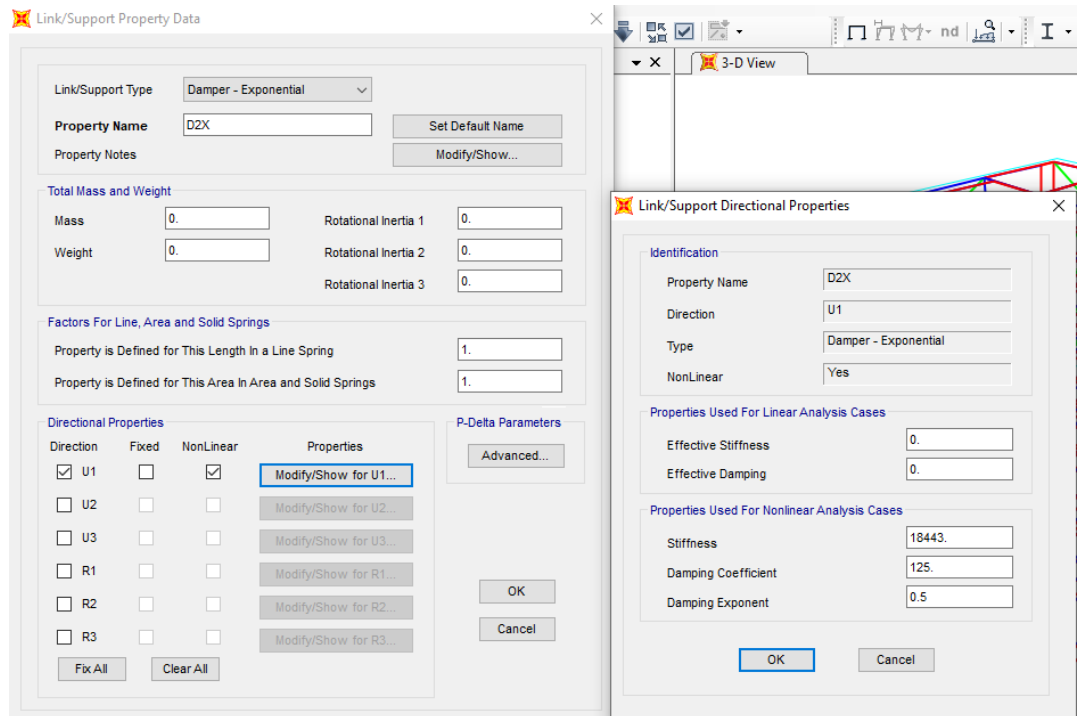 Link/Support Property Data
Link/Support Type Damper - Exponential
Property Name D2X Set Default Name
Property Notes Modify/Show...
Total Mass and Weight
Mass 0. Rotational Inertia 1 0.
Weight 0. Rotational Inertia 2 0.
Rotational Inertia 3 0.
Factors For Line, Area and Solid Springs
Property is Defined for This Length In a Line Spring 1.
Property is Defined for This Area In Area and Solid Springs 1.
Directional Properties
Direction Fixed NonLinear Properties
U1 Modify/Show for U1...
U2 Modify/Show for U2...
U3 Modify/Show for U3...
R1 Modify/Show for R1...
R2 Modify/Show for R2...
R3 Modify/Show for R3...
Fix All Clear All
P-Delta Parameters
Advanced...
OK
Cancel
nd
3-D View
Link/Support Directional Properties
Identification
Property Name D2X
Direction U1
Type Damper - Exponential
NonLinear Yes
Properties Used For Linear Analysis Cases
Effective Stiffness 0.
Effective Damping 0.
Properties Used For Nonlinear Analysis Cases
Stiffness 18443.
Damping Coefficient 125.
Damping Exponent 0.5
OK Cancel